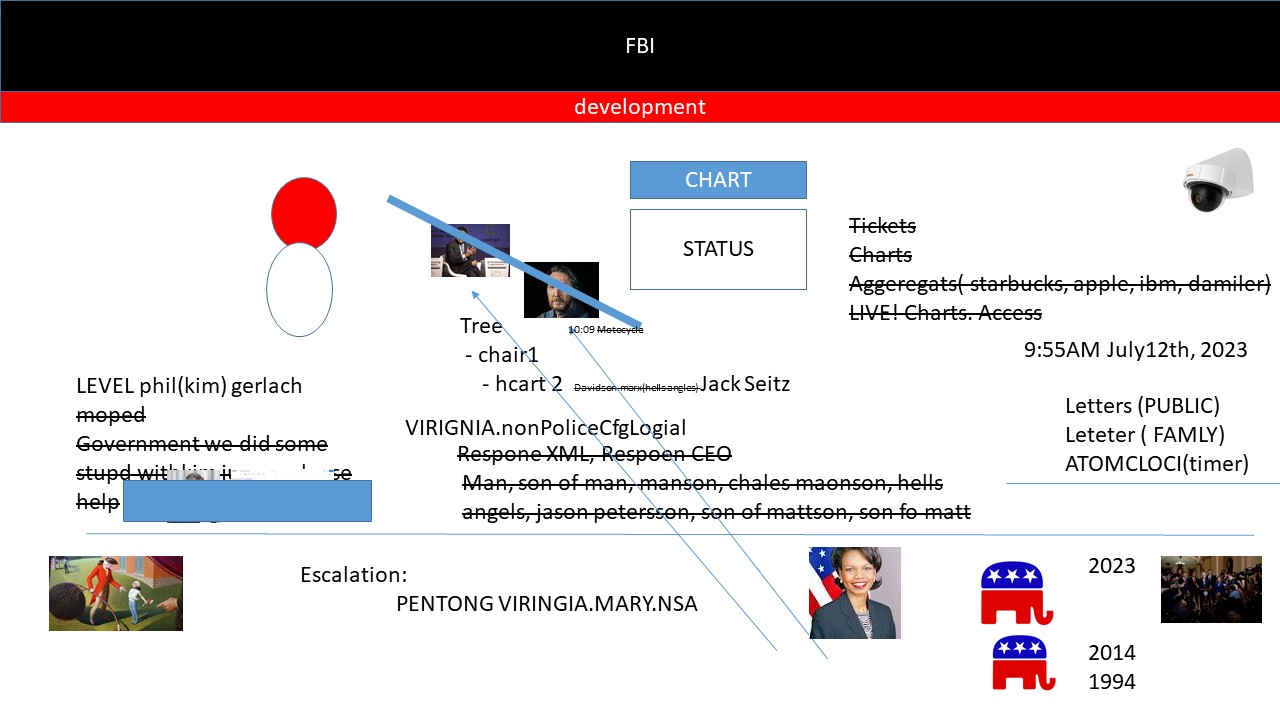 FBI
development
CHART
STATUS
Tickets
Charts
Aggeregats( starbucks, apple, ibm, damiler)
LIVE! Charts. Access
9:55AM July12th, 2023
Letters (PUBLIC)
Leteter ( FAMLY)
ATOMCLOCI(timer)
Tree
10:09 Motocycle
- chair1
- hcart 2 Davidson.marx(hells angles)Jack Seitz
LEVEL phil(kim) gerlach
moped
Government we did some
stupd with
help
VIRIGNIA.nonPoliceCfgLogial
Respone XML, Respoen CEO
Man, son of man, manson, chales maonson, hells
angels, jason petersson, son of mattson, son fo matt
Escalation:
PENTONG VIRINGIA.MARY.NSA
2023
2014
1994